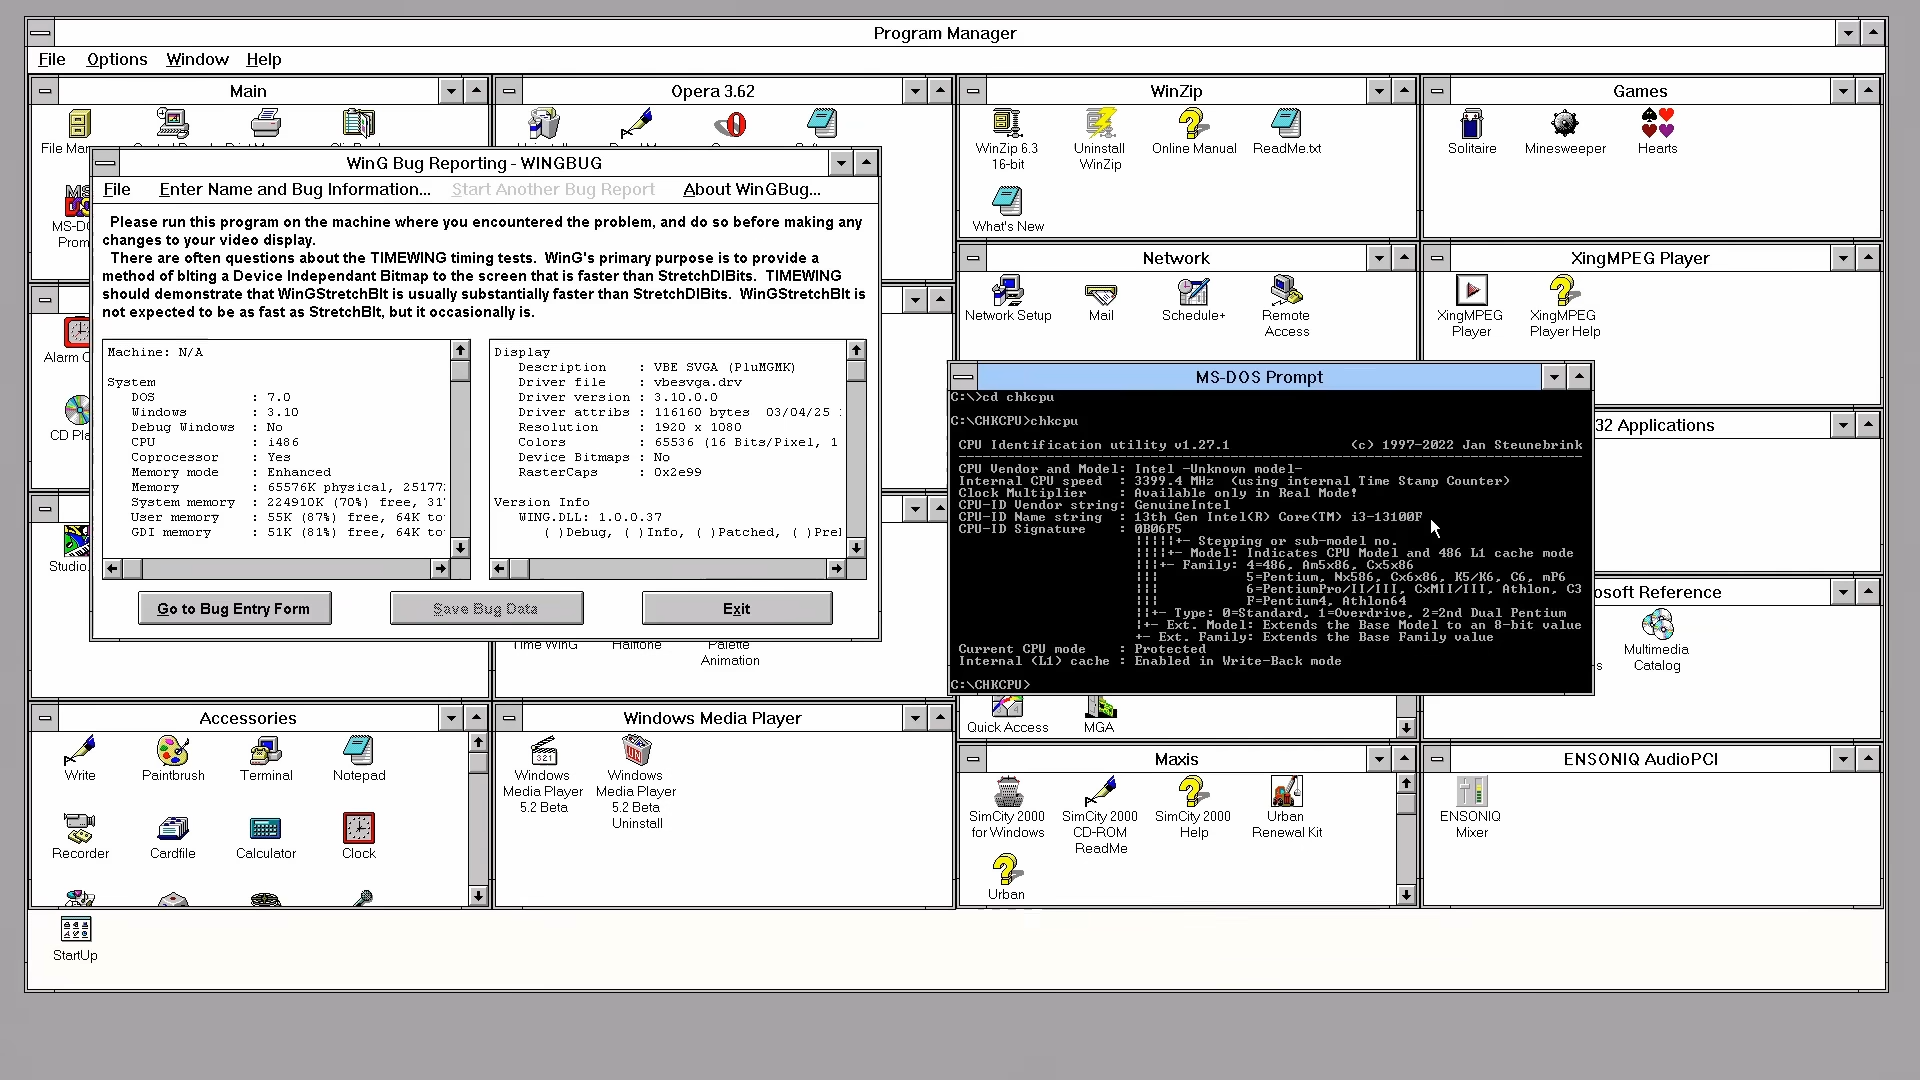 Program Manager
File Options Window Help
Main
Opera 3.62
WinZip
Games
File Man
WinZip 6.3
16-bit
Uninstall
WinZip
Online Manual
ReadMe.txt
What's New
Solitaire
Minesweeper
Hearts
MS-D
Prom
WinG Bug Reporting - WINGBUG
File Enter Name and Bug Information... Start Another Bug Report About WinGBug...
Please run this program on the machine where you encountered the problem, and do so before making any
changes to your video display.
There are often questions about the TIMEWING timing tests. WinG's primary purpose is to provide a
method of blting a Device Independant Bitmap to the screen that is faster than StretchDIBits. TIMEWING
should demonstrate that WinGStretchBlt is usually substantially faster than StretchDIBits. WinGStretchBlt is
not expected to be as fast as StretchBlt, but it occasionally is.
Machine: N/A
System
DOS : 7.0
Windows : 3.10
Debug Windows : No
CPU : i486
Coprocessor : Yes
Memory mode : Enhanced
Memory : 65576K physical, 25177
System memory : 224910K (70%) free, 31
User memory : 55K (87%) free, 64K to
GDI memory : 51K (81%) free, 64K to
Display
Description : VBE SVGA (PluMGMK)
Driver file : vbesvga.drv
Driver version : 3.10.0.0
Driver attribs : 116160 bytes 03/04/25
Resolution : 1920 x 1080
Colors : 65536 (16 Bits/Pixel, 1
Device Bitmaps : No
RasterCaps : 0x2e99
Version Info
WING.DLL: 1.0.0.37
( )Debug, ( )Info, ( )Patched, ( )Prel
Go to Bug Entry Form
Save Bug Data
Exit
Network
XingMPEG Player
Network Setup
Mail
Schedule+
Remote
Access
XingMPEG
Player
XingMPEG
Player Help
Alarm C
CD Pla
Studio.
MS-DOS Prompt
C:\>cd chkcpu
C:\CHKCPU>chkcpu
CPU Identification utility v1.27.1 (c) 1997-2022 Jan Steunebrink
CPU Vendor and Model: Intel -Unknown model-
Internal CPU speed : 3399.4 MHz (using internal Time Stamp Counter)
Clock Multiplier : Available only in Real Mode!
CPU-ID Vendor string: GenuineIntel
CPU-ID Name string : 13th Gen Intel(R) Core(TM) i3-13100F
CPU-ID Signature : 0B06F5
||||||+- Stepping or sub-model no.
|||||+- Model: Indicates CPU Model and 486 L1 cache mode
|||+- Family: 4=486, Am5x86, Cx5x86
||| 5=Pentium, Nx586, Cx6x86, K5/K6, C6, mP6
||| 6=PentiumPro/II/III, CxMII/III, Athlon, C3
||| F=Pentium4, Athlon64
||+- Type: 0=Standard, 1=Overdrive, 2=2nd Dual Pentium
|+- Ext. Model: Extends the Base Model to an 8-bit value
+- Ext. Family: Extends the Base Family value
Current CPU mode : Protected
Internal (L1) cache : Enabled in Write-Back mode
C:\CHKCPU>
32 Applications
osoft Reference
Multimedia
Catalog
Time WinG
Halftone
Palette
Animation
Quick Access
MGA
Accessories
Write
Paintbrush
Terminal
Notepad
Recorder
Cardfile
Calculator
Clock
Windows Media Player
Windows
Media Player
5.2 Beta
Windows
Media Player
5.2 Beta
Uninstall
Maxis
SimCity 2000
for Windows
SimCity 2000
CD-ROM
ReadMe
SimCity 2000
Help
Urban
Renewal Kit
Urban
ENSONIQ AudioPCI
ENSONIQ
Mixer
StartUp